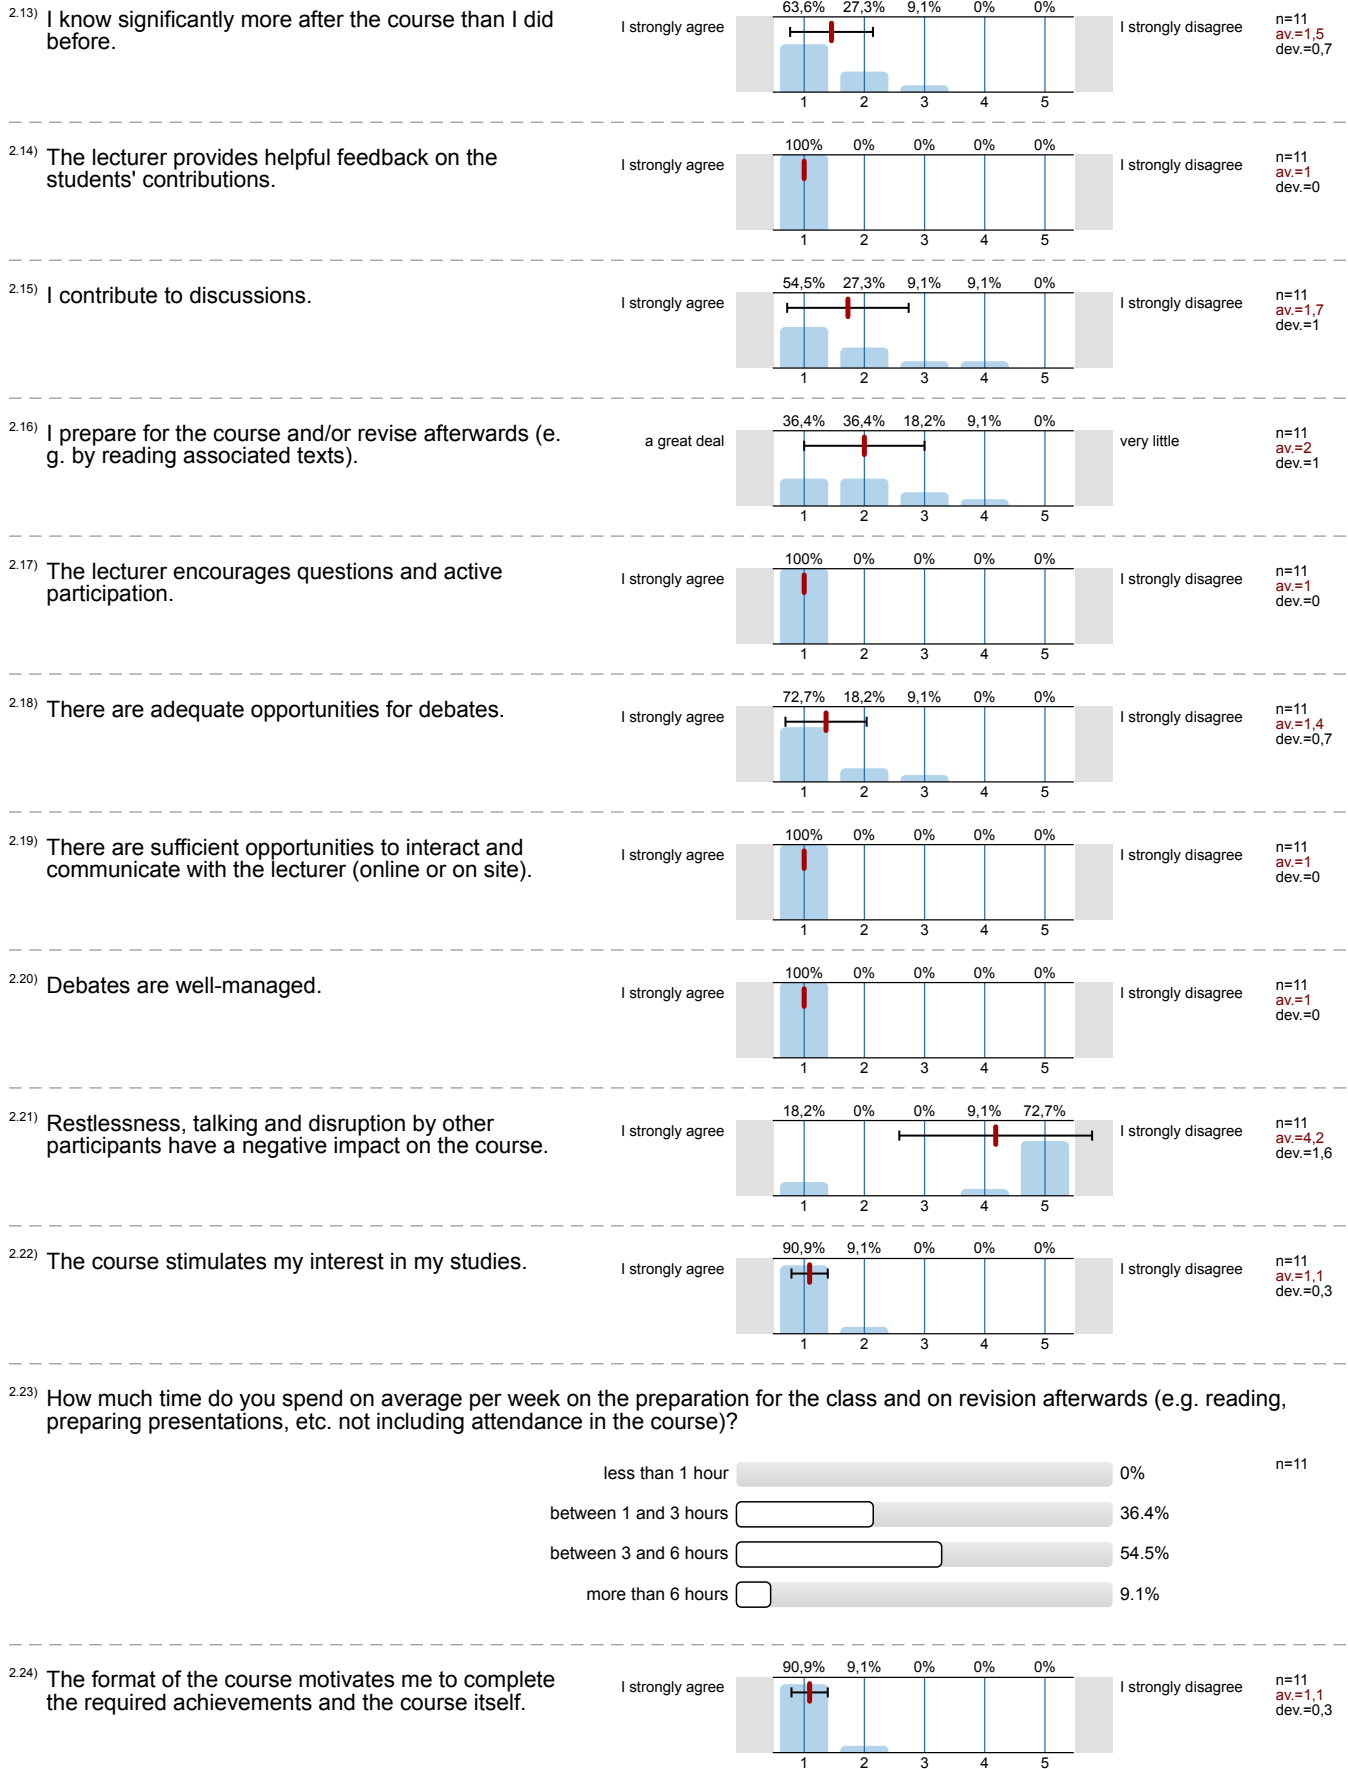 2.13) I know significantly more after the course than I did
before.
I strongly agree
63,6% 27,3% 9,1% 0% 0%
1 2 3 4 5
I strongly disagree
n=11
av.=1,5
dev.=0,7
2.14) The lecturer provides helpful feedback on the
students' contributions.
I strongly agree
100% 0% 0% 0% 0%
1 2 3 4 5
I strongly disagree
n=11
av.=1
dev.=0
2.15) I contribute to discussions.
I strongly agree
54,5% 27,3% 9,1% 9,1% 0%
1 2 3 4 5
I strongly disagree
n=11
av.=1,7
dev.=1
2.16) I prepare for the course and/or revise afterwards (e.
g. by reading associated texts).
a great deal
36,4% 36,4% 18,2% 9,1% 0%
1 2 3 4 5
very little
n=11
av.=2
dev.=1
2.17) The lecturer encourages questions and active
participation.
I strongly agree
100% 0% 0% 0% 0%
1 2 3 4 5
I strongly disagree
n=11
av.=1
dev.=0
2.18) There are adequate opportunities for debates.
I strongly agree
72,7% 18,2% 9,1% 0% 0%
1 2 3 4 5
I strongly disagree
n=11
av.=1,4
dev.=0,7
2.19) There are sufficient opportunities to interact and
communicate with the lecturer (online or on site).
I strongly agree
100% 0% 0% 0% 0%
1 2 3 4 5
I strongly disagree
n=11
av.=1
dev.=0
2.20) Debates are well-managed.
I strongly agree
100% 0% 0% 0% 0%
1 2 3 4 5
I strongly disagree
n=11
av.=1
dev.=0
2.21) Restlessness, talking and disruption by other
participants have a negative impact on the course.
I strongly agree
18,2% 0% 0% 9,1% 72,7%
1 2 3 4 5
I strongly disagree
n=11
av.=4,2
dev.=1,6
2.22) The course stimulates my interest in my studies.
I strongly agree
90,9% 9,1% 0% 0% 0%
1 2 3 4 5
I strongly disagree
n=11
av.=1,1
dev.=0,3
2.23) How much time do you spend on average per week on the preparation for the class and on revision afterwards (e.g. reading,
preparing presentations, etc. not including attendance in the course)?
n=11
less than 1 hour 0%
between 1 and 3 hours 36.4%
between 3 and 6 hours 54.5%
more than 6 hours 9.1%
2.24) The format of the course motivates me to complete
the required achievements and the course itself.
I strongly agree
90,9% 9,1% 0% 0% 0%
1 2 3 4 5
I strongly disagree
n=11
av.=1,1
dev.=0,3